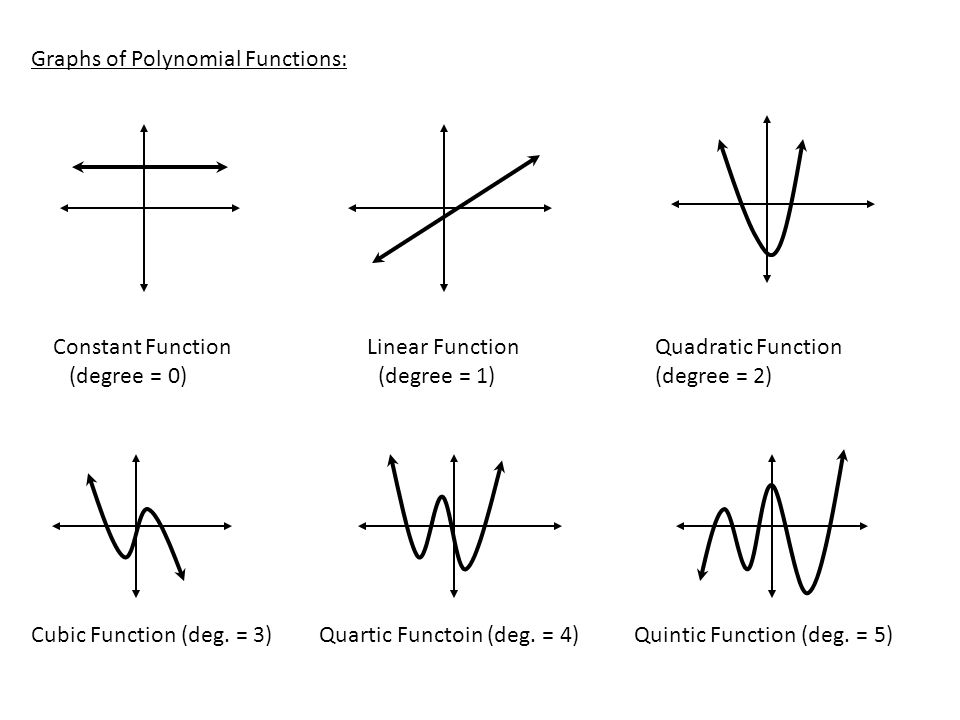 Graphs of Polynomial Functions:
Constant Function
(degree = 0)
Linear Function
(degree = 1)
Quadratic Function
(degree = 2)
Cubic Function (deg. = 3)
Quartic Functoin (deg. = 4)
Quintic Function (deg. = 5)